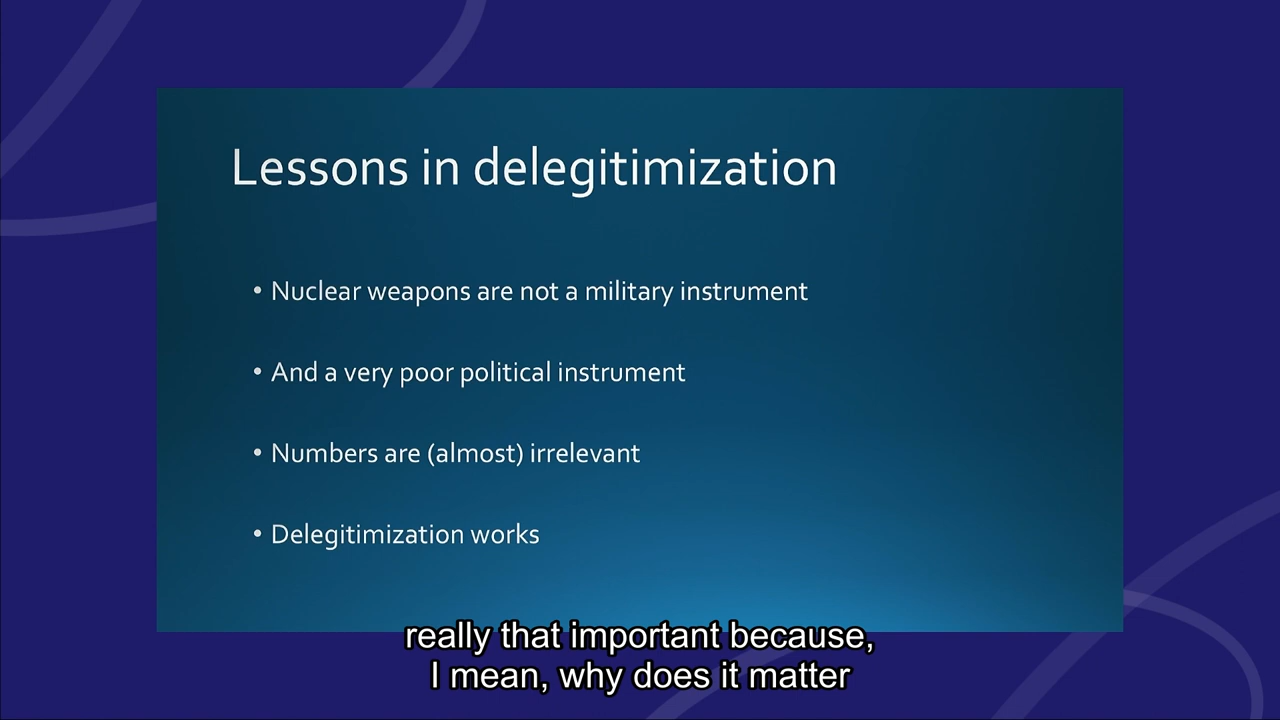 Lessons in delegitimization
• Nuclear weapons are not a military instrument
• And a very poor political instrument
• Numbers are (almost) irrelevant
• Delegitimization works
really that important because,
I mean, why does it matter